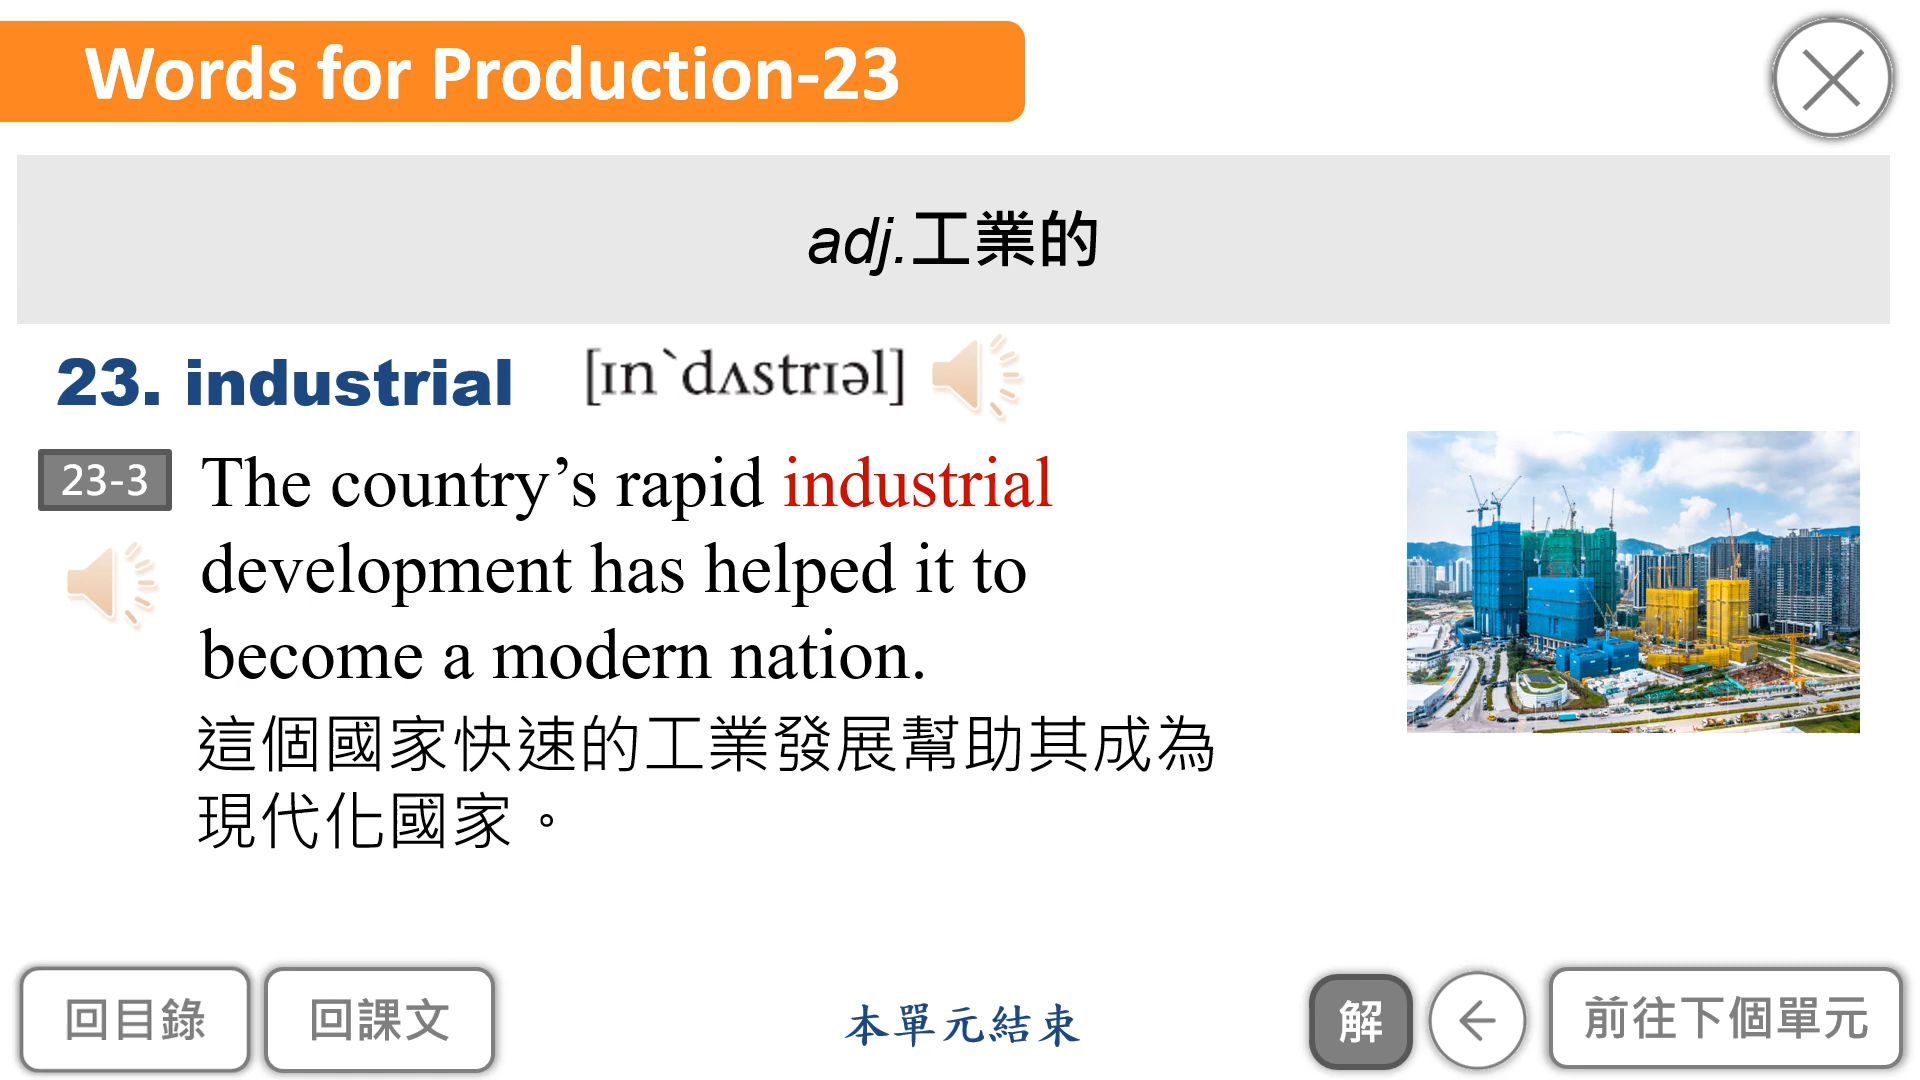 Words for Production-23
adj.工業的
23. industrial [ɪnˋdʌstrɪəl]
23-3
The country’s rapid industrial
development has helped it to
become a modern nation.
這個國家快速的工業發展幫助其成為
現代化國家。
回目錄
回課文
本單元結束
解
前往下個單元